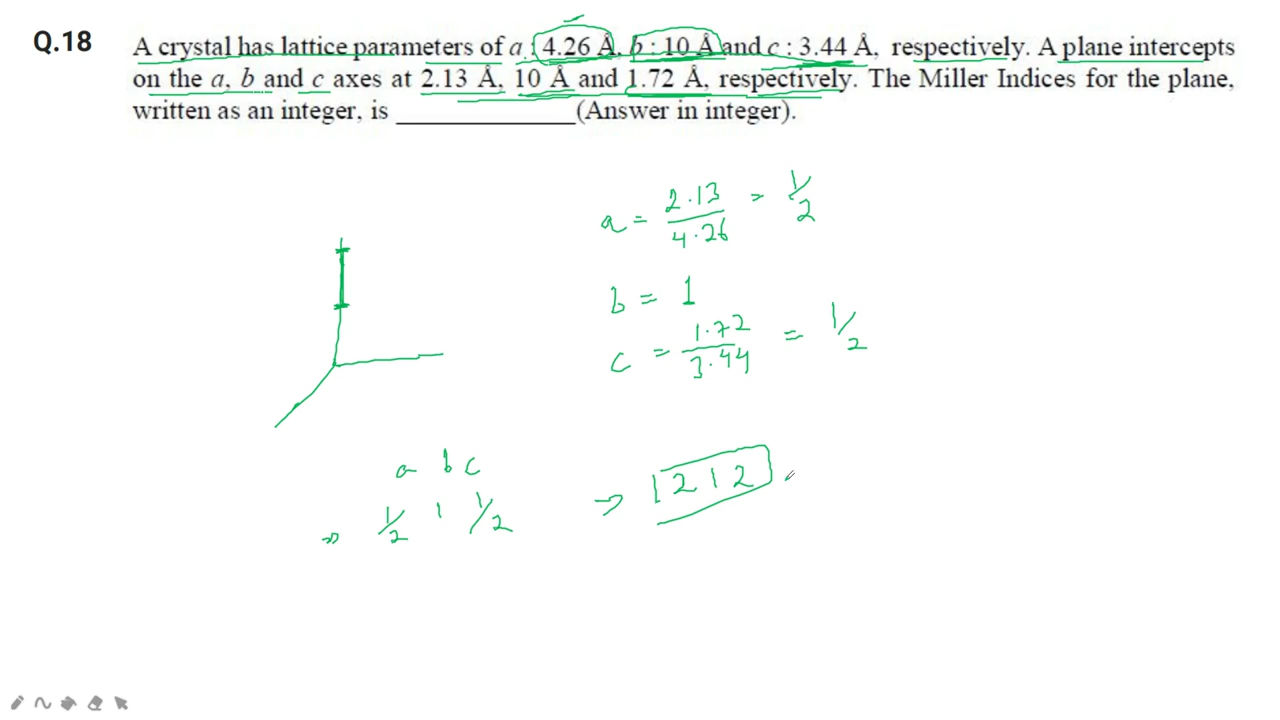 Q.18 A crystal has lattice parameters of a : 4.26 Å, b : 10 Å and c : 3.44 Å, respectively. A plane intercepts
on the a, b and c axes at 2.13 Å, 10 Å and 1.72 Å, respectively. The Miller Indices for the plane,
written as an integer, is ______________(Answer in integer).
a = 2.13/4.26 = 1/2
b = 1
c = 1.72/3.44 = 1/2
a b c
⇒ 1/2 1 1/2 ⇒ 212